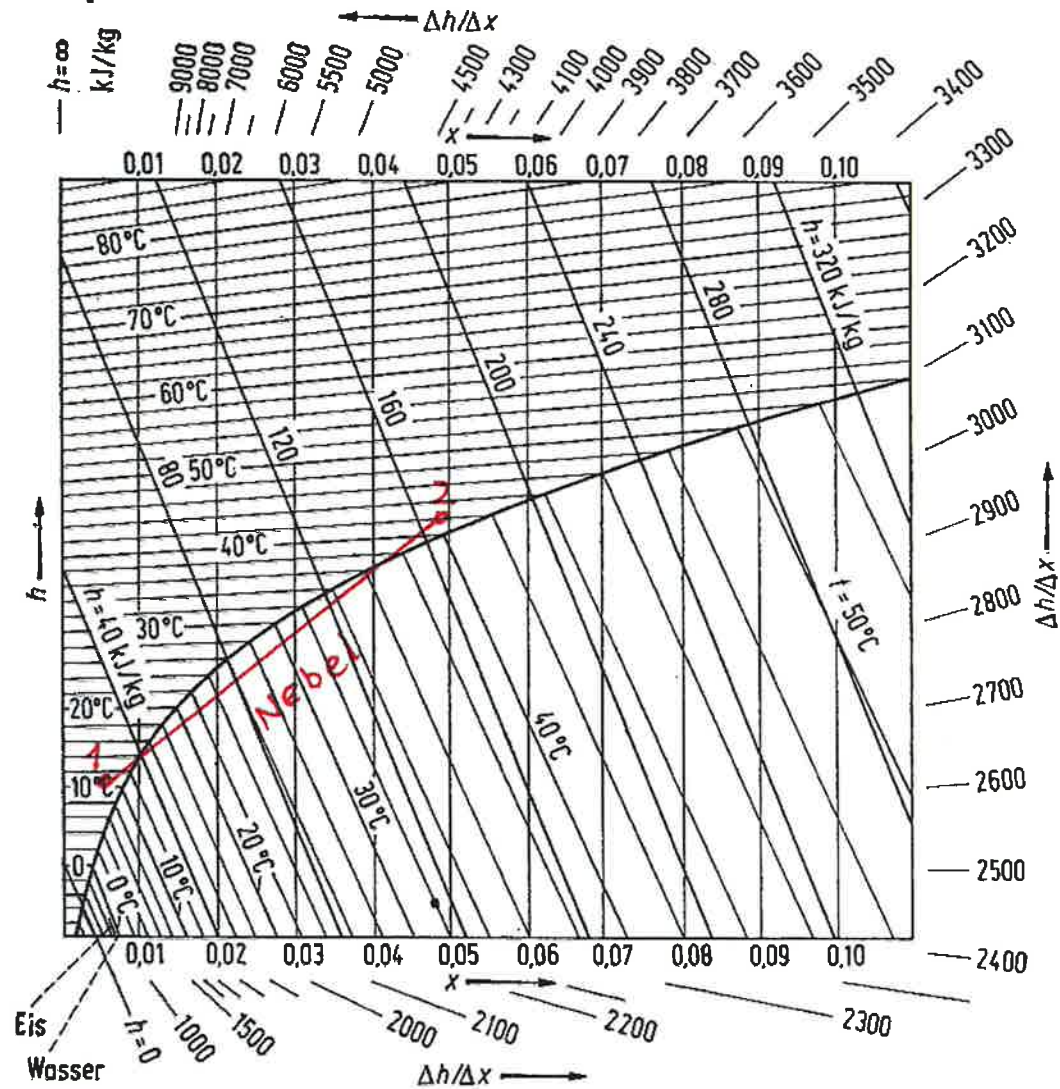 Δh/Δx
h=∞
kJ/kg
9000 8000 7000 6000 5500 5000 4500 4300 4100 4000 3900 3800 3700 3600 3500 3400
x
0,01 0,02 0,03 0,04 0,05 0,06 0,07 0,08 0,09 0,10
3300
3200
3100
3000
2900
2800
2700
2600
2500
2400
80°C
70°C
60°C
50°C
40°C
30°C
20°C
10°C
0
h=40 kJ/kg
80
120
160
200
240
280
h=320 kJ/kg
h
Δh/Δx
1
2
Nebel
t=50°C
40°C
30°C
20°C
10°C
0°C
0,01 0,02 0,03 0,04 0,05 0,06 0,07 0,08 0,09 0,10
x
Eis
Wasser
h=0
1000 1500 2000 2100 2200 2300
Δh/Δx